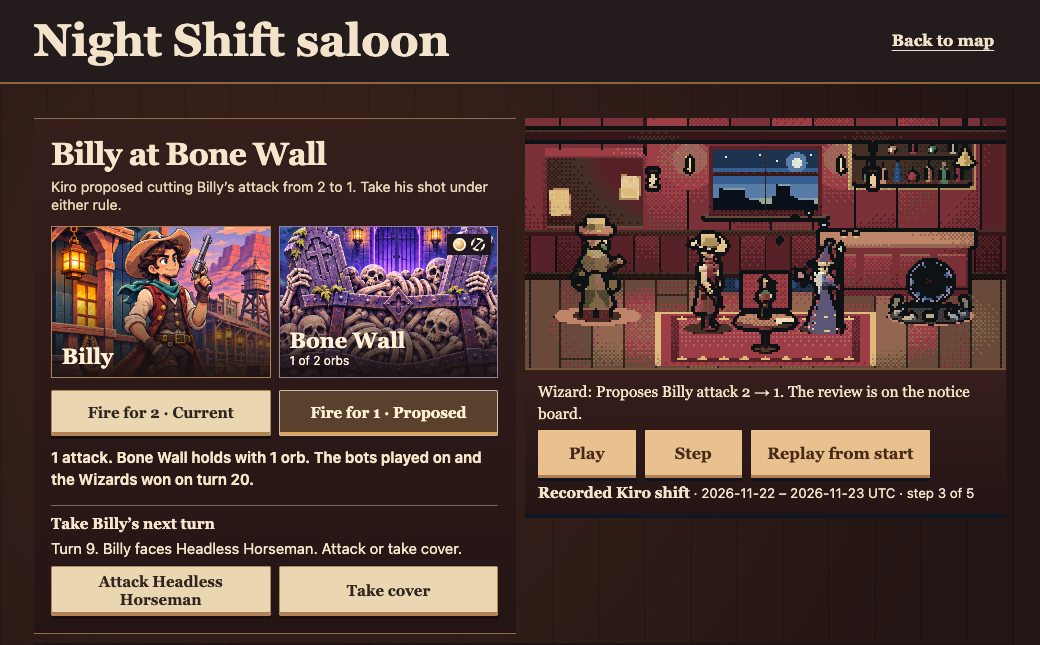 Night Shift saloon
Back to map
Billy at Bone Wall
Kiro proposed cutting Billy's attack from 2 to 1. Take his shot under
either rule.
Billy
Bone Wall
1 of 2 orbs
Fire for 2 · Current
Fire for 1 · Proposed
1 attack. Bone Wall holds with 1 orb. The bots played on and
the Wizards won on turn 20.
Take Billy's next turn
Turn 9. Billy faces Headless Horseman. Attack or take cover.
Attack Headless
Horseman
Take cover
Wizard: Proposes Billy attack 2 → 1. The review is on the notice
board.
Play
Step
Replay from start
Recorded Kiro shift · 2026-11-22 – 2026-11-23 UTC · step 3 of 5